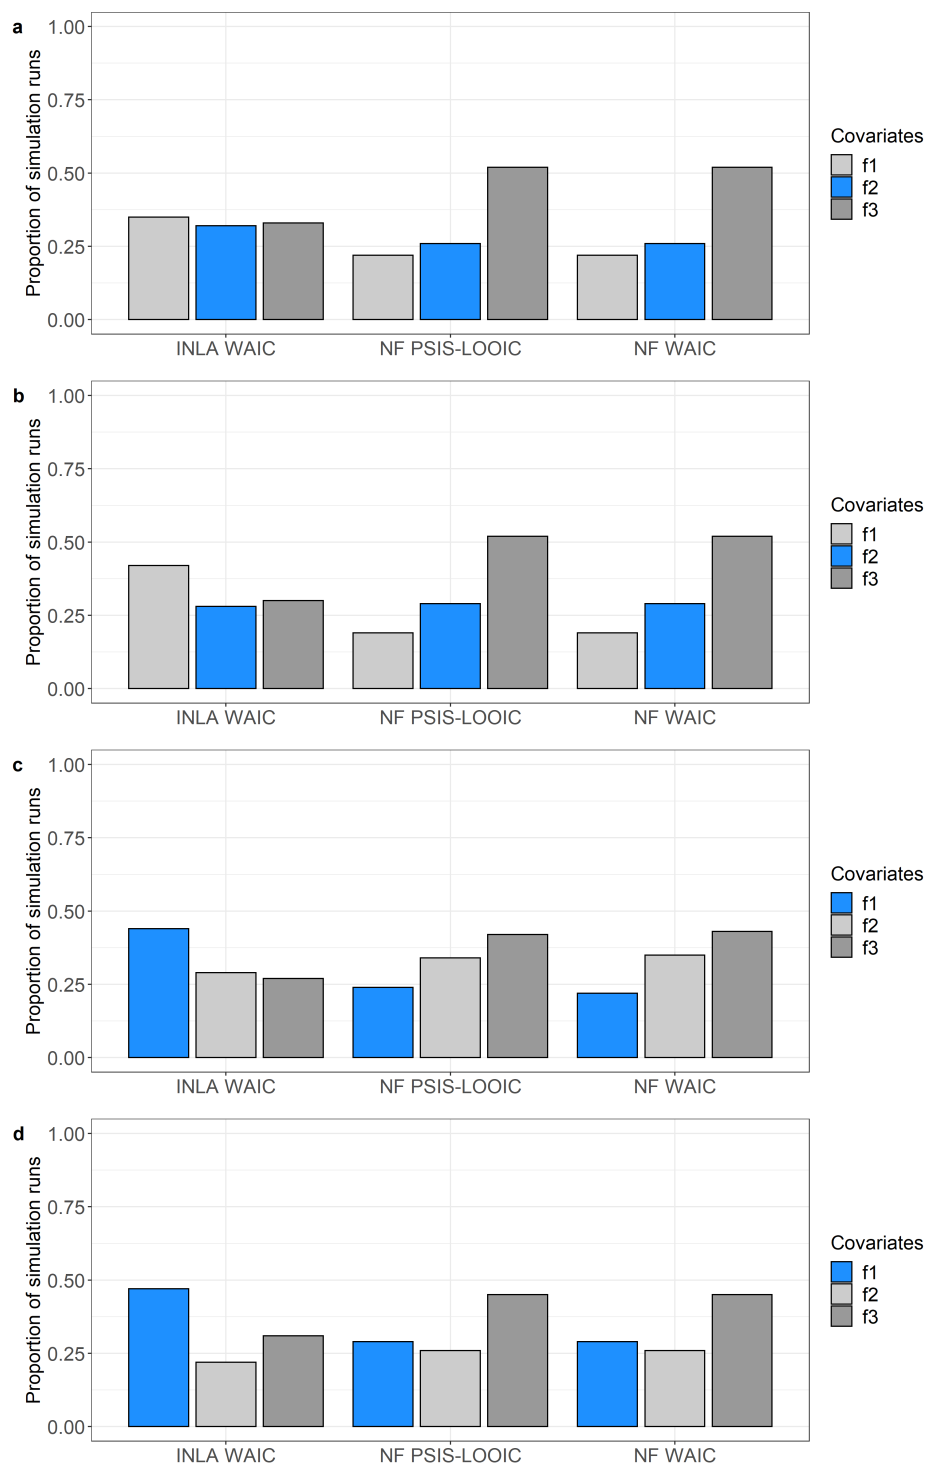 a
Proportion of simulation runs
1.00
0.75
0.50
0.25
0.00
INLA WAIC NF PSIS-LOOIC NF WAIC
Covariates
f1
f2
f3
b
Proportion of simulation runs
1.00
0.75
0.50
0.25
0.00
INLA WAIC NF PSIS-LOOIC NF WAIC
Covariates
f1
f2
f3
c
Proportion of simulation runs
1.00
0.75
0.50
0.25
0.00
INLA WAIC NF PSIS-LOOIC NF WAIC
Covariates
f1
f2
f3
d
Proportion of simulation runs
1.00
0.75
0.50
0.25
0.00
INLA WAIC NF PSIS-LOOIC NF WAIC
Covariates
f1
f2
f3